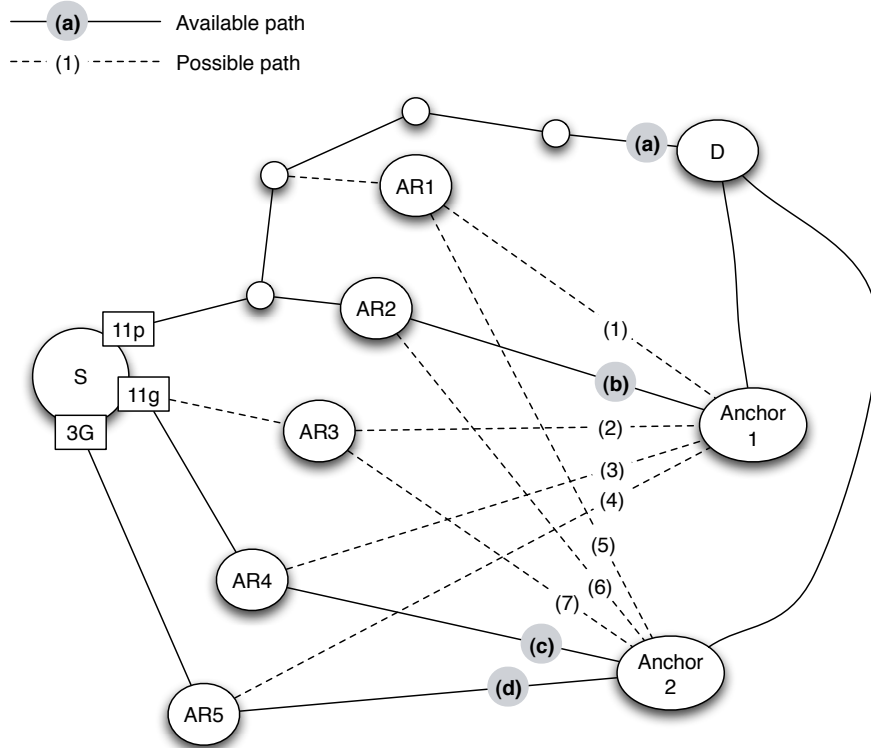 (a) Available path
(1) Possible path
(a)
D
AR1
11p
AR2
(1)
S
11g
(b)
3G
AR3
(2)
Anchor
1
(3)
(4)
(5)
AR4
(6)
(7)
(c)
Anchor
2
(d)
AR5